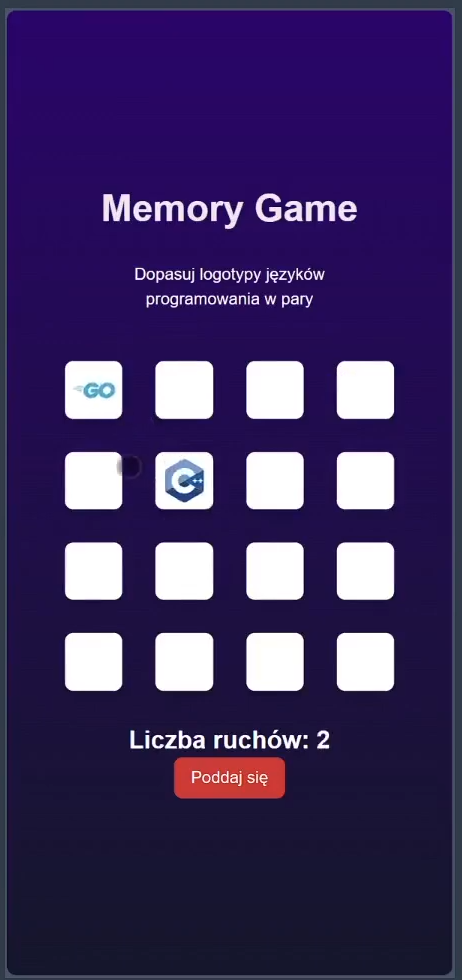 Memory Game
Dopasuj logotypy języków
programowania w pary
GO
C++
Liczba ruchów: 2
Poddaj się